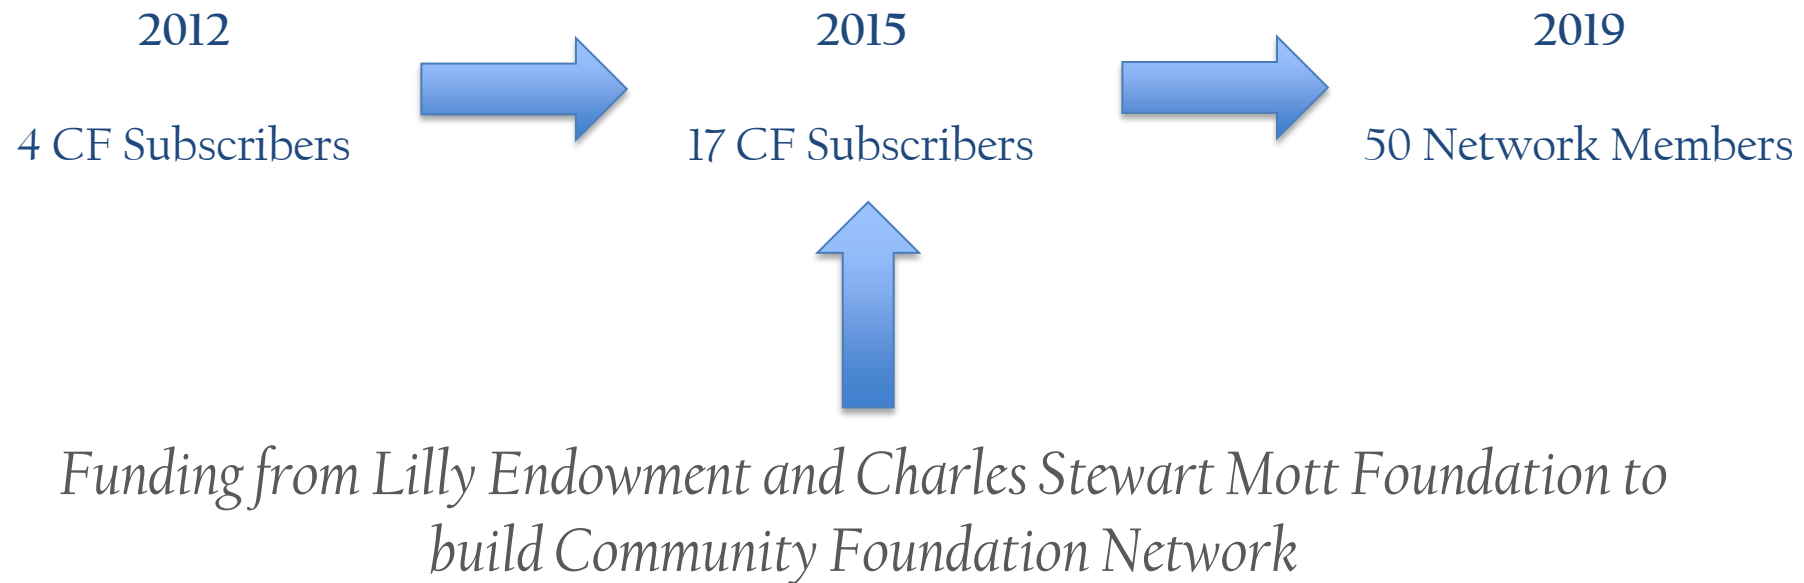 2012
2015
2019
4 CF Subscribers
17 CF Subscribers
50 Network Members
Funding from Lilly Endowment and Charles Stewart Mott Foundation to
build Community Foundation Network